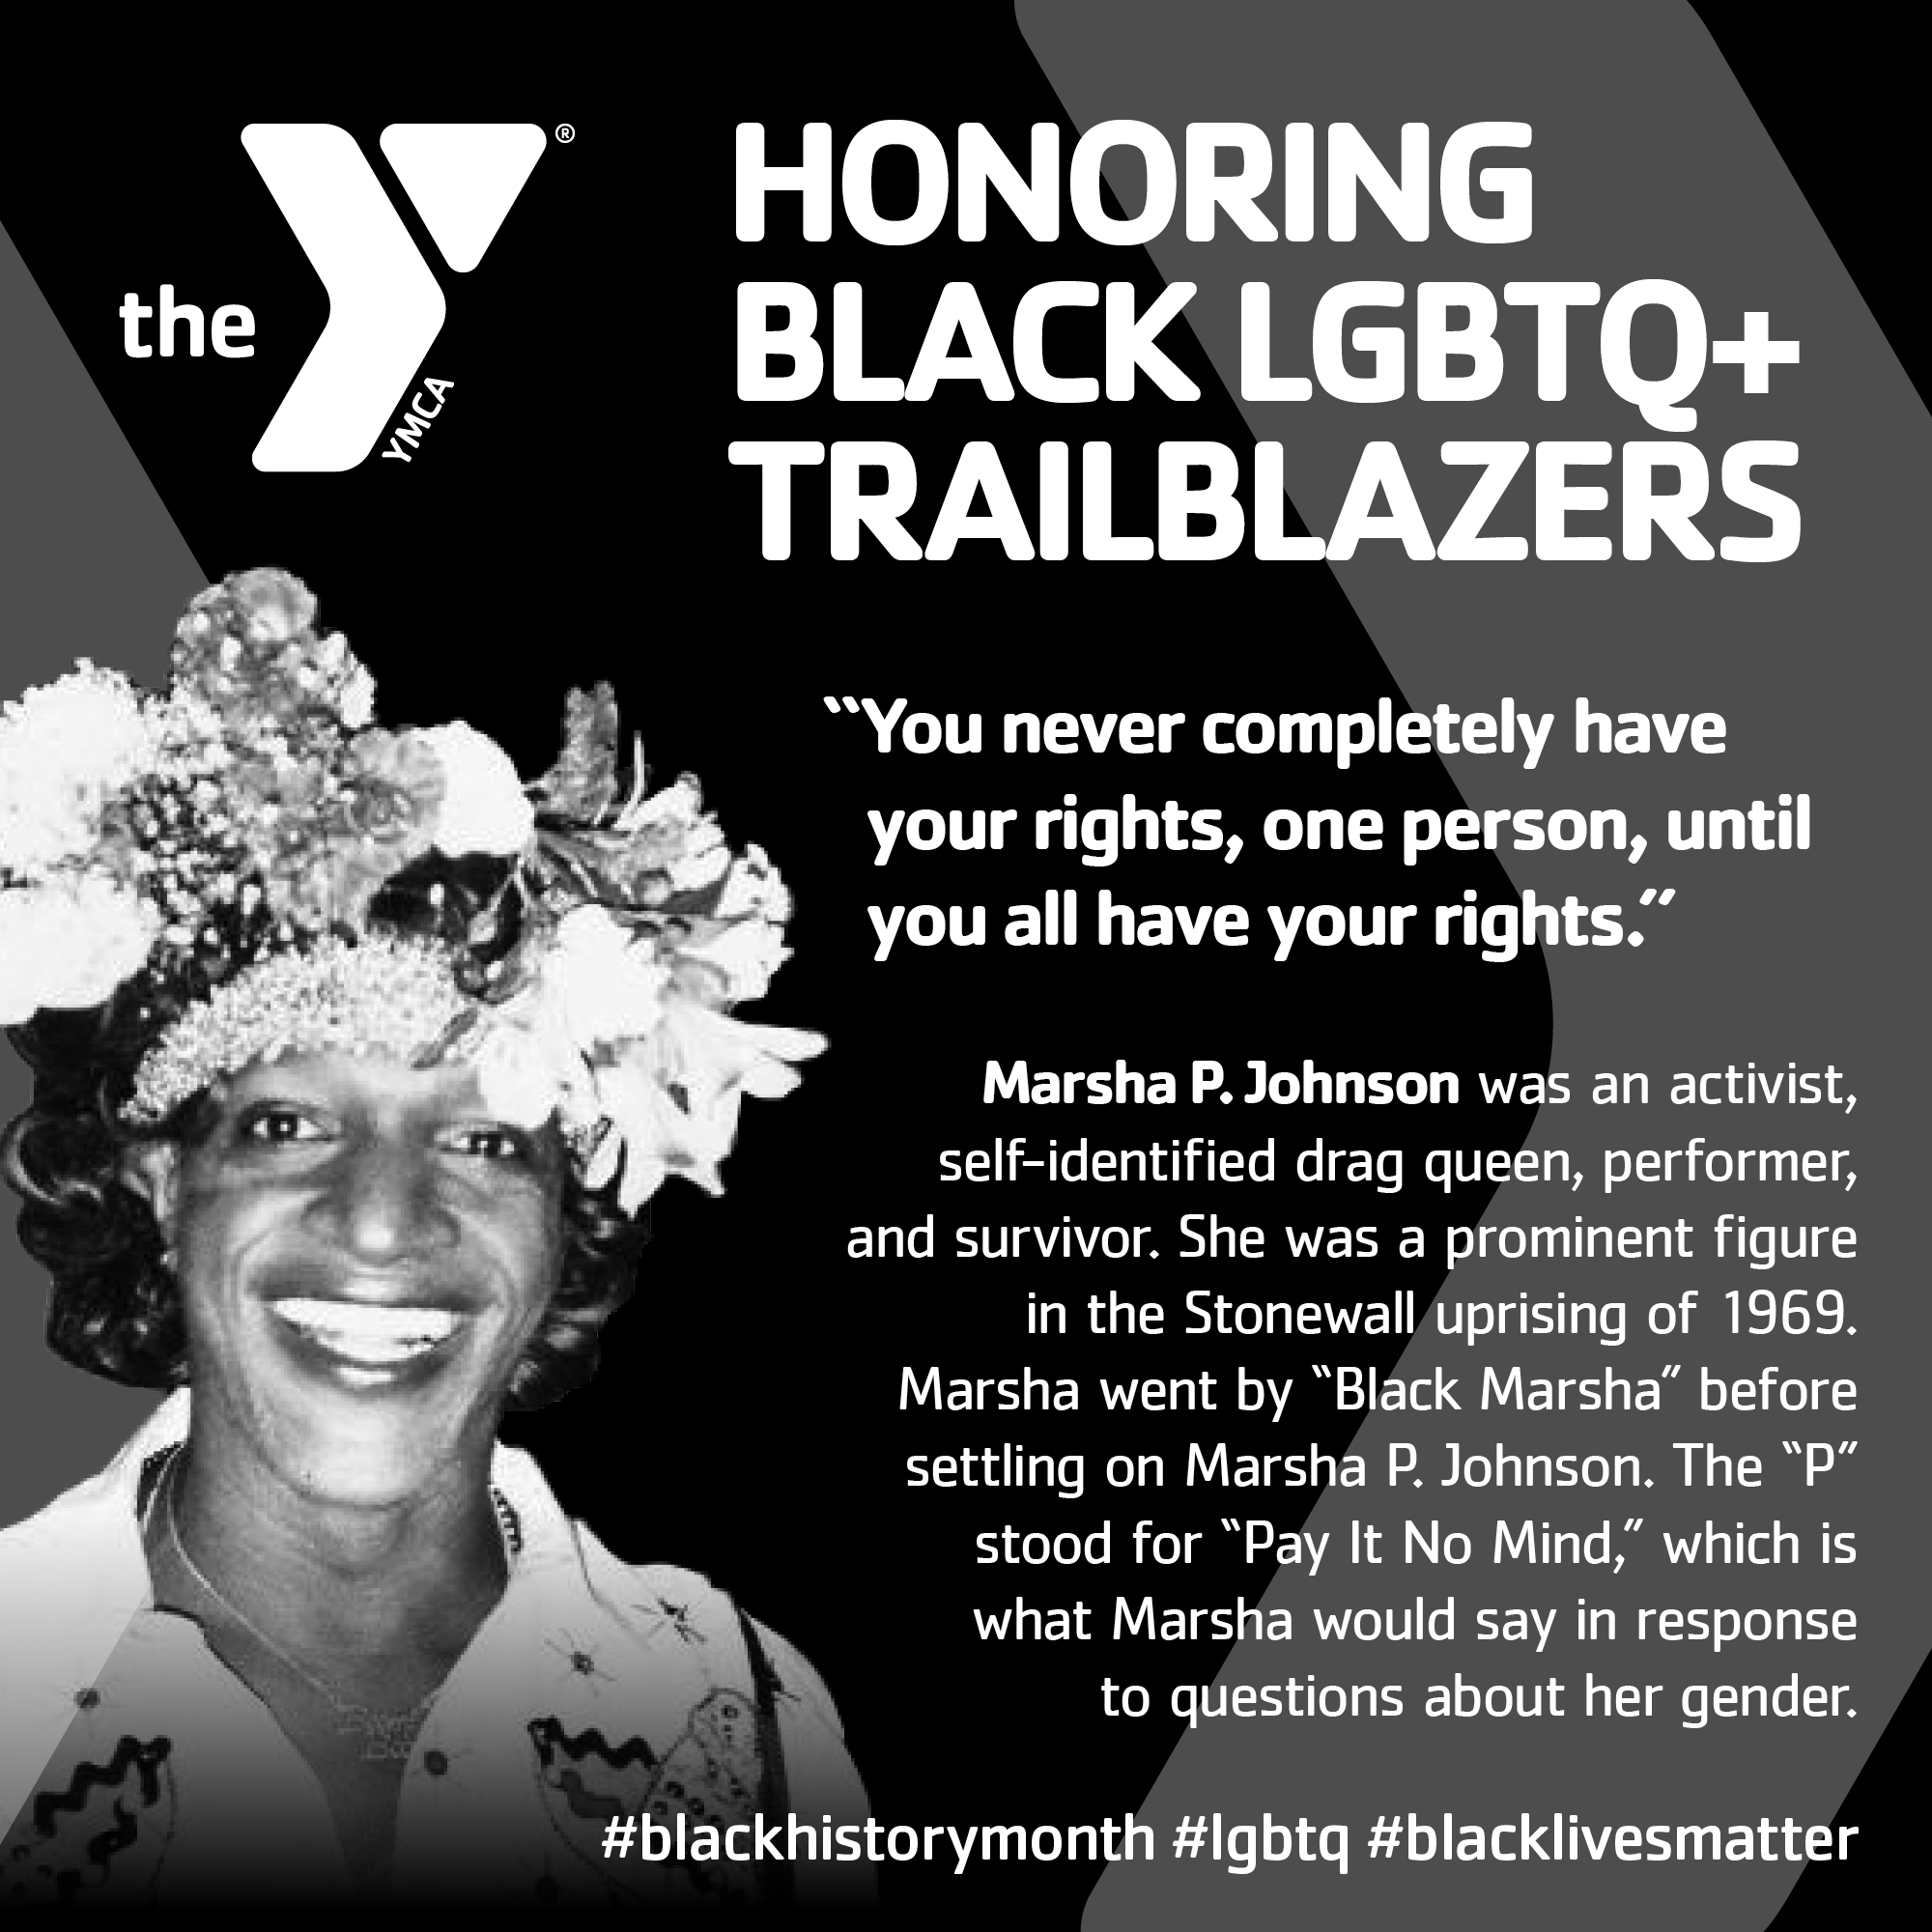 the
YMCA
®
HONORING
BLACK LGBTQ+
TRAILBLAZERS
“You never completely have
your rights, one person, until
you all have your rights.”
Marsha P. Johnson was an activist,
self-identified drag queen, performer,
and survivor. She was a prominent figure
in the Stonewall uprising of 1969.
Marsha went by “Black Marsha” before
settling on Marsha P. Johnson. The “P”
stood for “Pay It No Mind,” which is
what Marsha would say in response
to questions about her gender.
#blackhistorymonth #lgbtq #blacklivesmatter